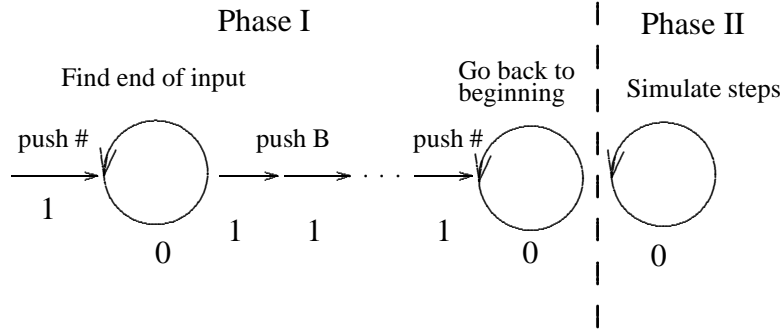 Phase I
Phase II
Find end of input
Go back to
beginning
Simulate steps
push #
push B
. . .
push #
1
0
1
1
1
0
0